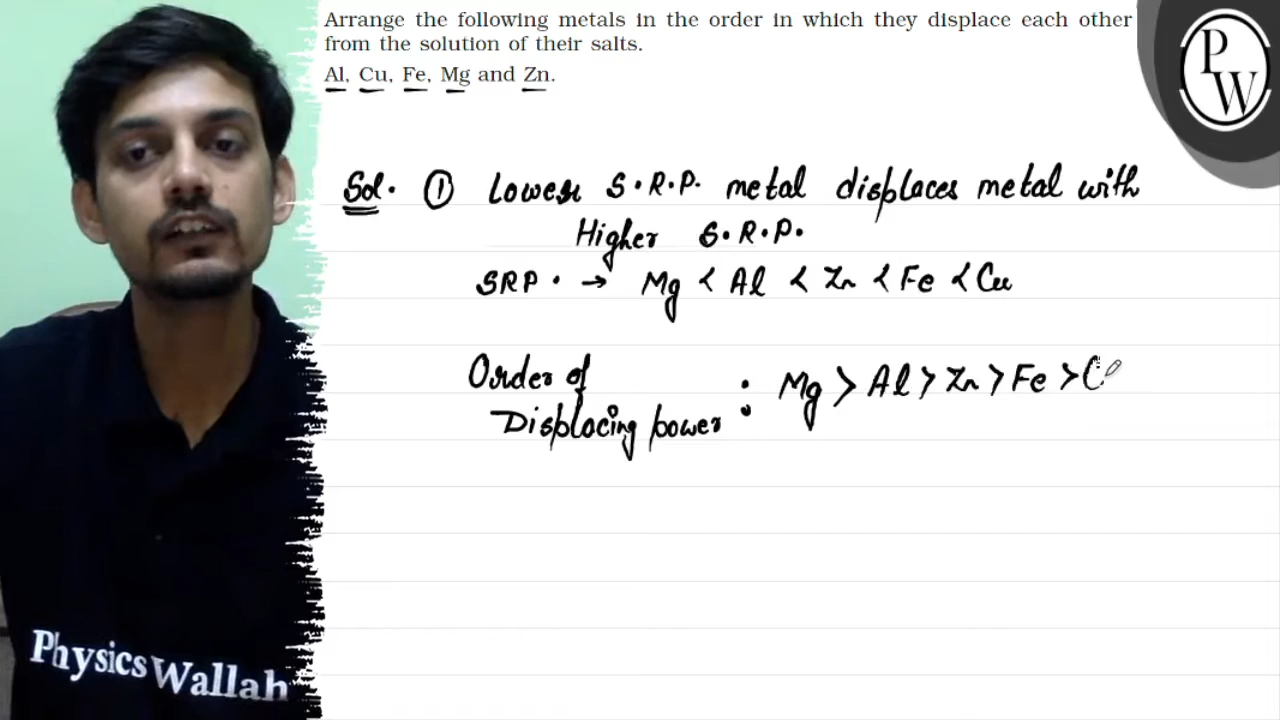 Arrange the following metals in the order in which they displace each other
from the solution of their salts.
Al, Cu, Fe, Mg and Zn.
PW
Sol. ① Lower S.R.P. metal displaces metal with
Higher S.R.P.
SRP. → Mg < Al < Zn < Fe < Cu
Order of
Displacing power : Mg > Al > Zn > Fe > C
PhysicsWallah